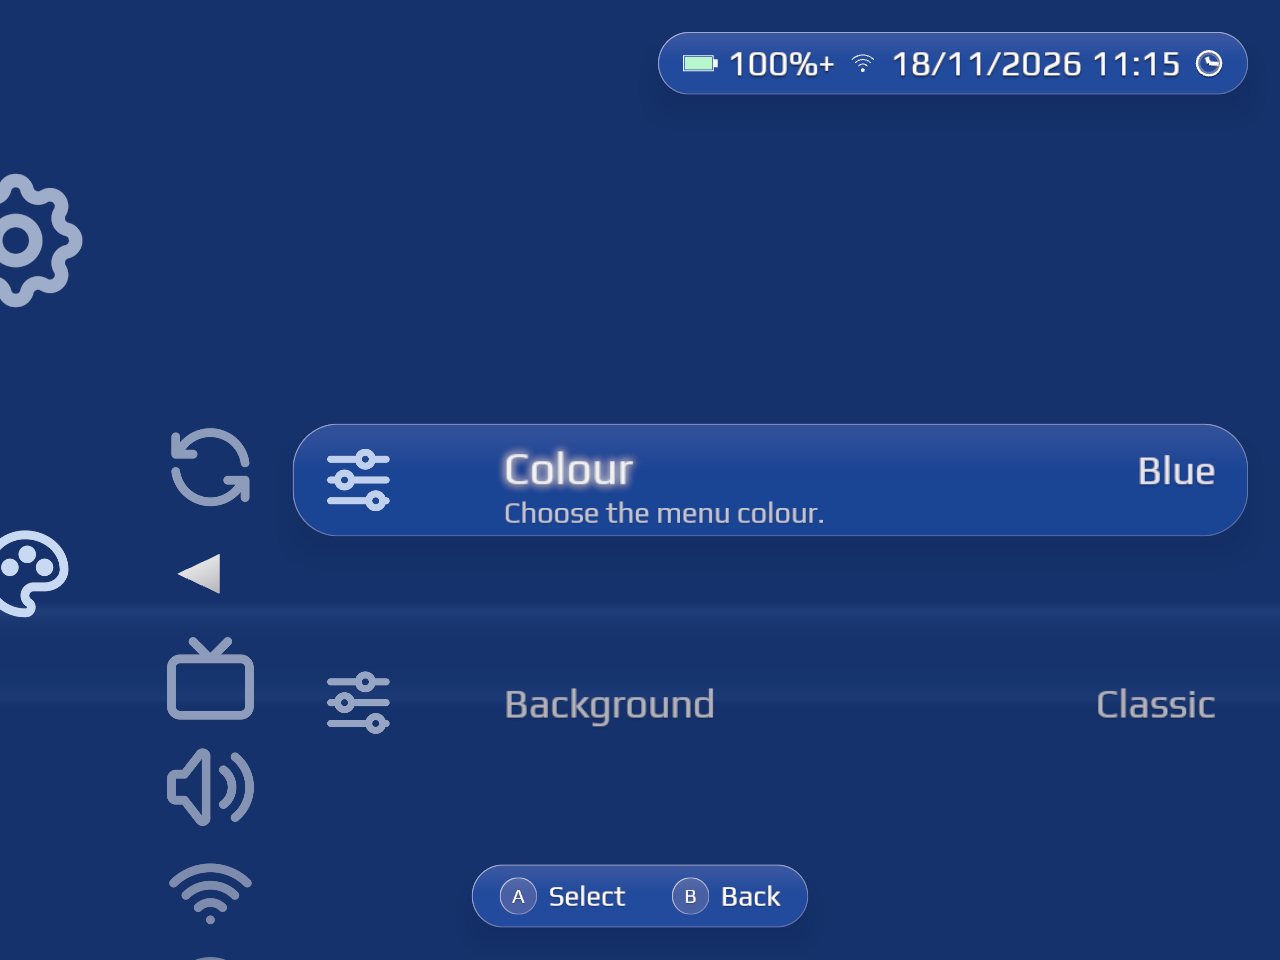 100%+ 18/11/2026 11:15
Colour
Blue
Choose the menu colour.
Background
Classic
A Select B Back